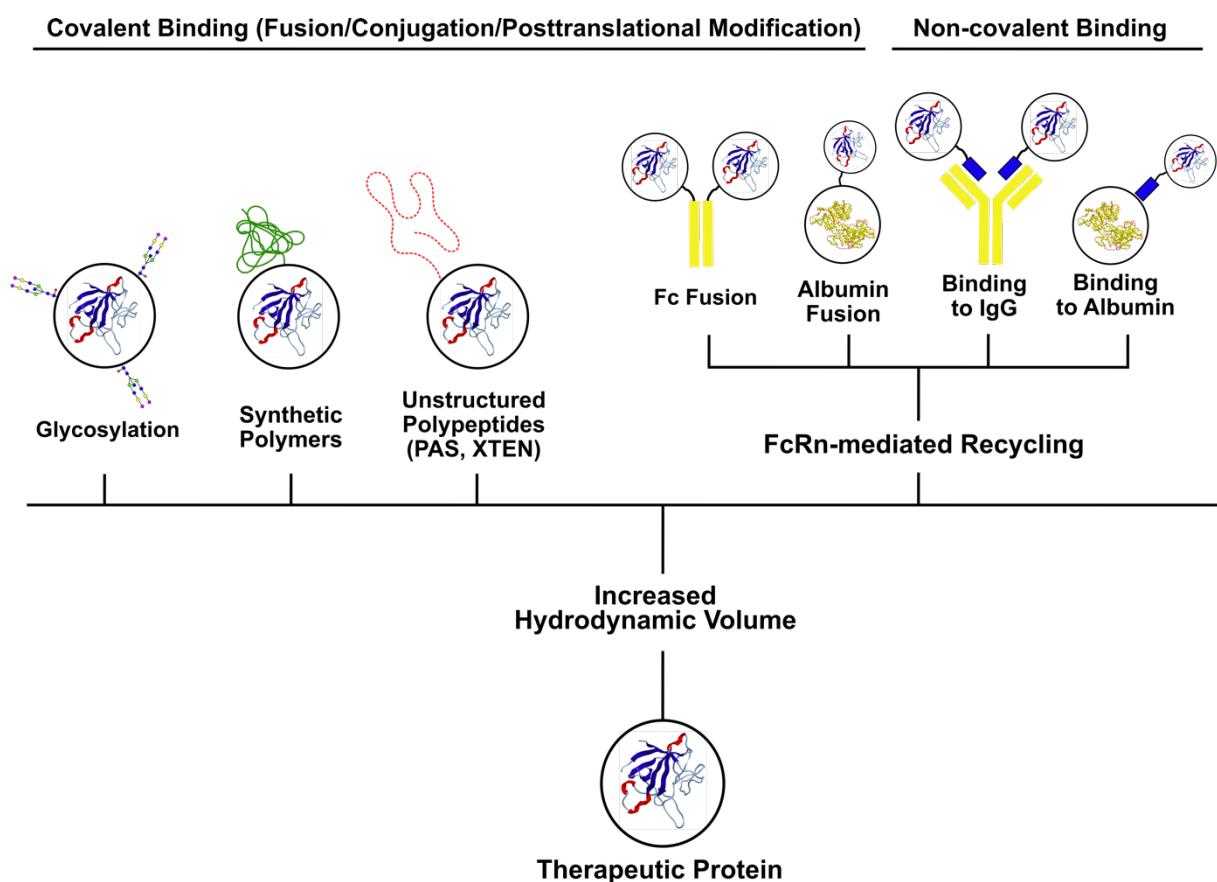 Covalent Binding (Fusion/Conjugation/Posttranslational Modification)
Non-covalent Binding
Glycosylation
Synthetic
Polymers
Unstructured
Polypeptides
(PAS, XTEN)
Fc Fusion
Albumin
Fusion
Binding
to IgG
Binding
to Albumin
FcRn-mediated Recycling
Increased
Hydrodynamic Volume
Therapeutic Protein